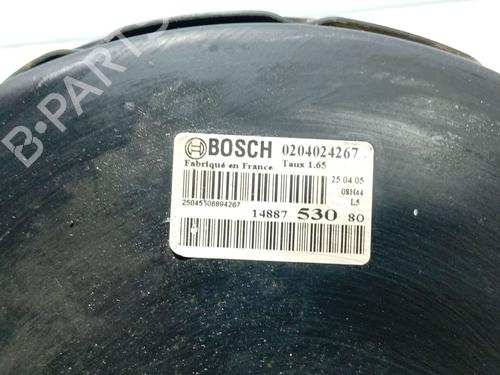 B-PARTS
BOSCH 0204024267
Fabriqué en France Taux 1.65
25 04 05
08H44
L5
25045306894267
14887 530 80